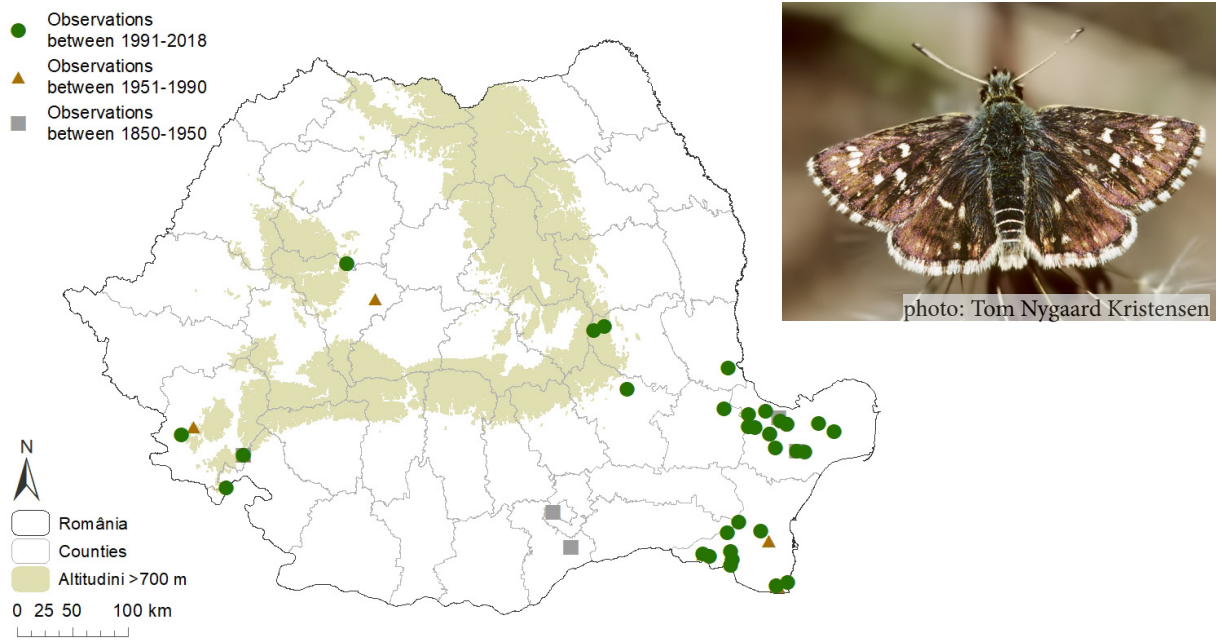 Observations
between 1991-2018
Observations
between 1951-1990
Observations
between 1850-1950
photo: Tom Nygaard Kristensen
N
România
Counties
Altitudini >700 m
0 25 50 100 km